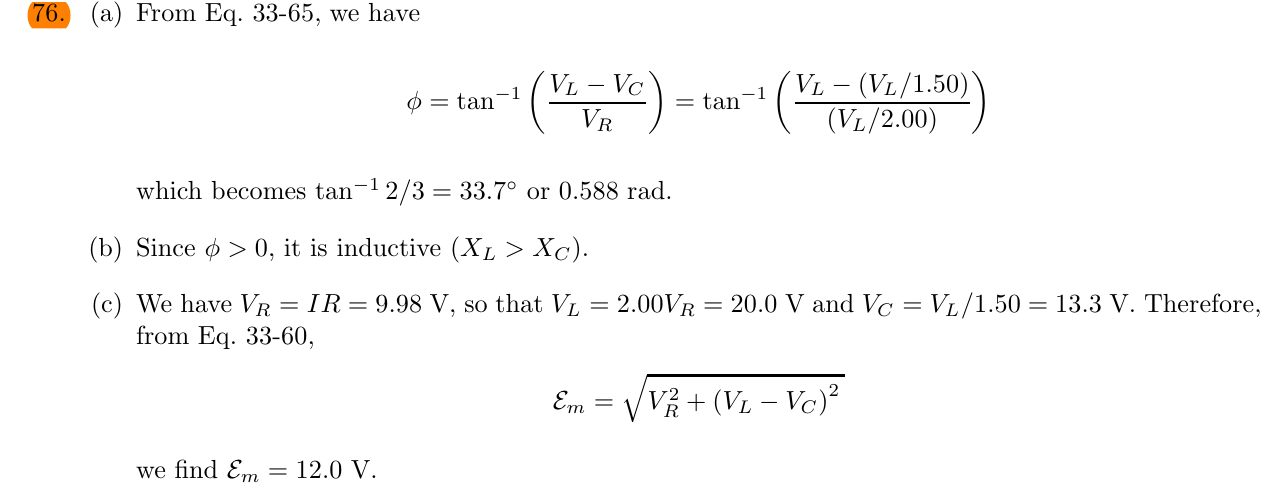 76. (a) From Eq. 33-65, we have
ϕ = tan⁻¹ ( (V_L − V_C) / V_R ) = tan⁻¹ ( (V_L − (V_L/1.50)) / (V_L/2.00) )
which becomes tan⁻¹ 2/3 = 33.7° or 0.588 rad.
(b) Since ϕ > 0, it is inductive (X_L > X_C).
(c) We have V_R = IR = 9.98 V, so that V_L = 2.00V_R = 20.0 V and V_C = V_L/1.50 = 13.3 V. Therefore,
from Eq. 33-60,
ℰ_m = √(V_R² + (V_L − V_C)²)
we find ℰ_m = 12.0 V.